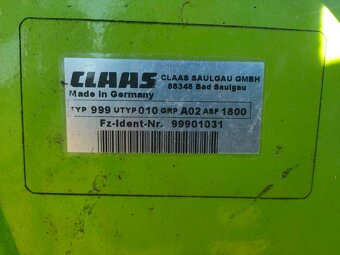 CLAAS CLAAS SAULGAU GMBH
88348 Bad Saulgau
Made in Germany
TYP 999 UTYP 010 GRP A02 ASF 1800
Fz-Ident-Nr. 99901031